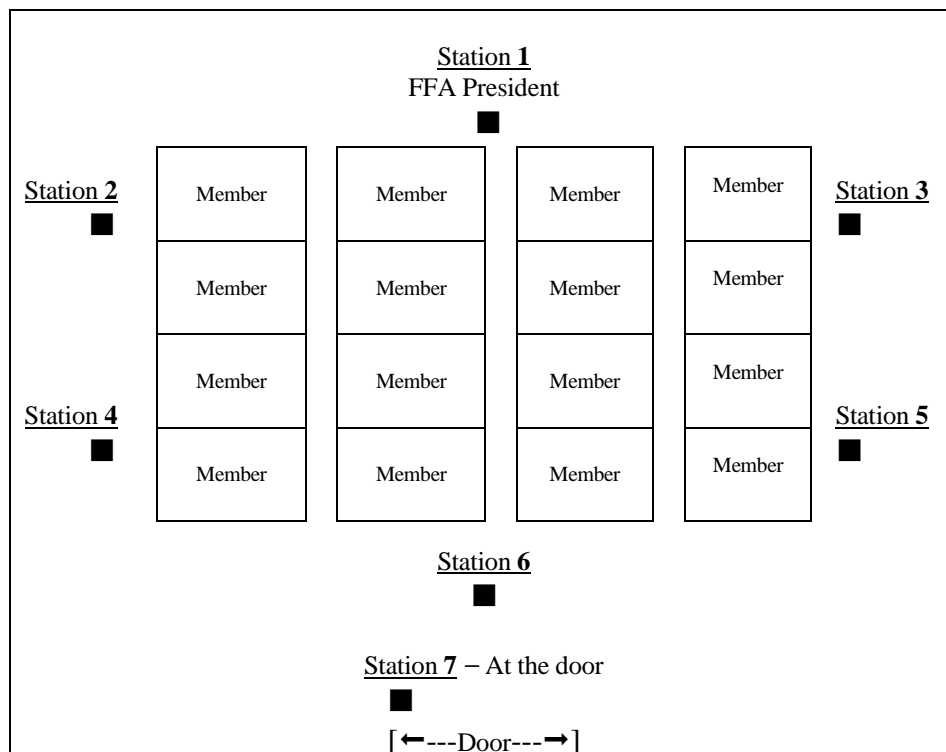 Station 1
FFA President
Station 2
Member Member Member Member
Station 3
Member Member Member Member
Member Member Member Member
Station 4
Station 5
Member Member Member Member
Station 6
Station 7 – At the door
[←---Door---→]